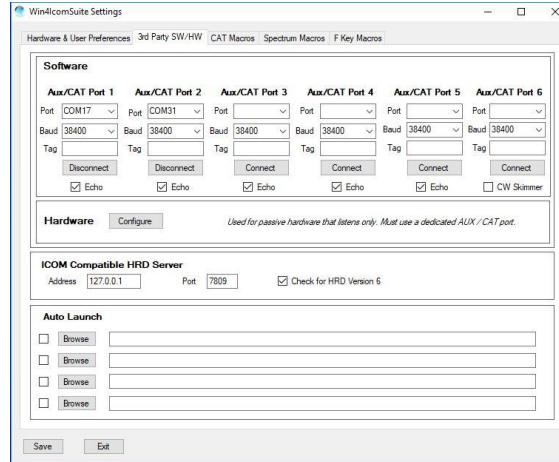 Win4IcomSuite Settings
Hardware & User Preferences 3rd Party SW/HW CAT Macros Spectrum Macros F Key Macros
Software
Aux/CAT Port 1 Aux/CAT Port 2 Aux/CAT Port 3 Aux/CAT Port 4 Aux/CAT Port 5 Aux/CAT Port 6
Port COM17 Port COM31 Port Port Port Port
Baud 38400 Baud 38400 Baud 38400 Baud 38400 Baud 38400 Baud 38400
Tag Tag Tag Tag Tag Tag
Disconnect Disconnect Connect Connect Connect Connect
Echo Echo Echo Echo Echo CW Skimmer
Hardware Configure Used for passive hardware that listens only. Must use a dedicated AUX / CAT port.
ICOM Compatible HRD Server
Address 127.0.0.1 Port 7809 Check for HRD Version 6
Auto Launch
Browse
Browse
Browse
Browse
Save Exit